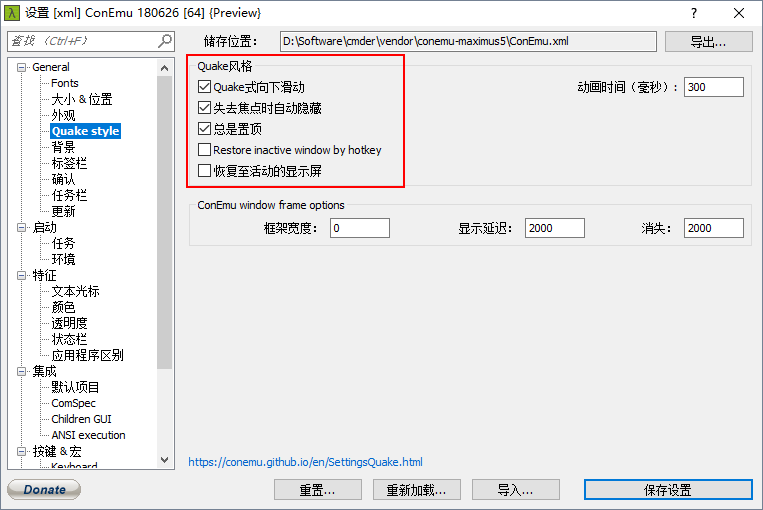 设置 [xml] ConEmu 180626 [64] {Preview}
查找 (Ctrl+F)
储存位置：
D:\Software\cmder\vendor\conemu-maximus5\ConEmu.xml
导出...
General
Fonts
大小 & 位置
外观
Quake style
背景
标签栏
确认
任务栏
更新
启动
任务
环境
特征
文本光标
颜色
透明度
状态栏
应用程序区别
集成
默认项目
ComSpec
Children GUI
ANSI execution
按键 & 宏
Keyboard
Quake风格
Quake式向下滑动
动画时间（毫秒）:
300
失去焦点时自动隐藏
总是置顶
Restore inactive window by hotkey
恢复至活动的显示屏
ConEmu window frame options
框架宽度：
0
显示延迟：
2000
消失：
2000
https://conemu.github.io/en/SettingsQuake.html
Donate
重置...
重新加载...
导入...
保存设置